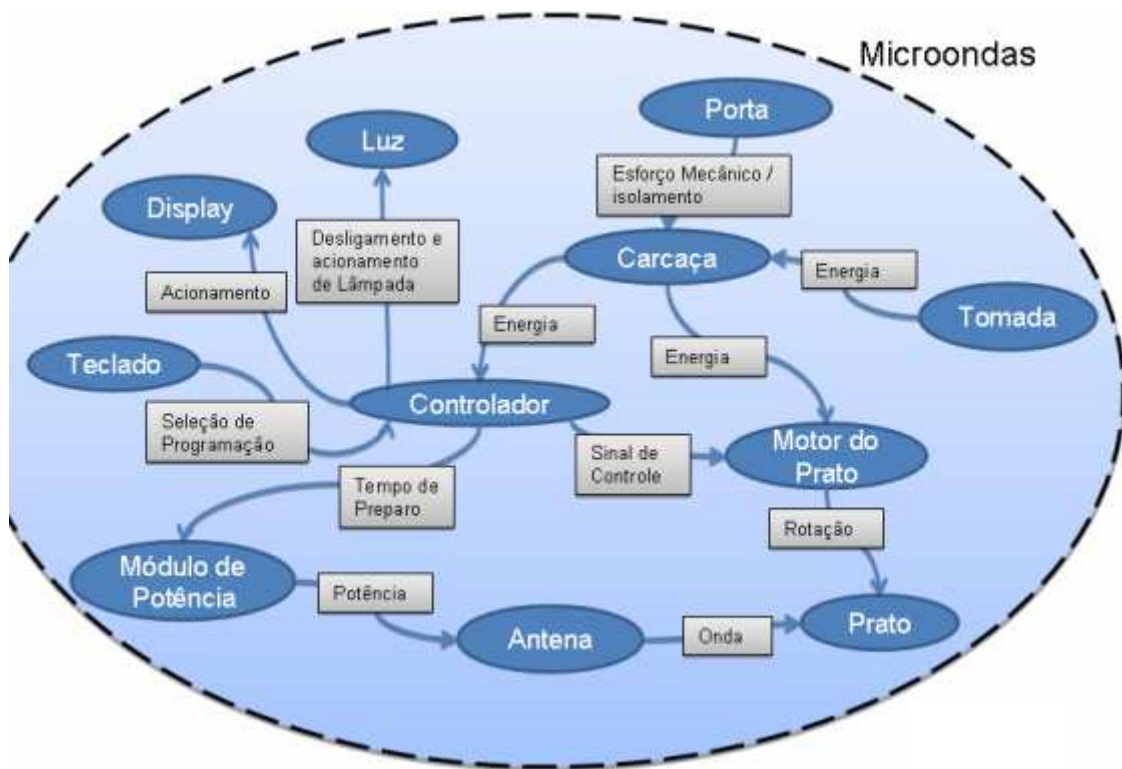 Microondas
Porta
Luz
Esforço Mecânico /
isolamento
Display
Desligamento e
acionamento
de Lâmpada
Carcaça
Energia
Acionamento
Tomada
Energia
Energia
Teclado
Controlador
Seleção de
Programação
Sinal de
Controle
Motor do
Prato
Tempo de
Preparo
Rotação
Módulo de
Potência
Potência
Antena
Onda
Prato